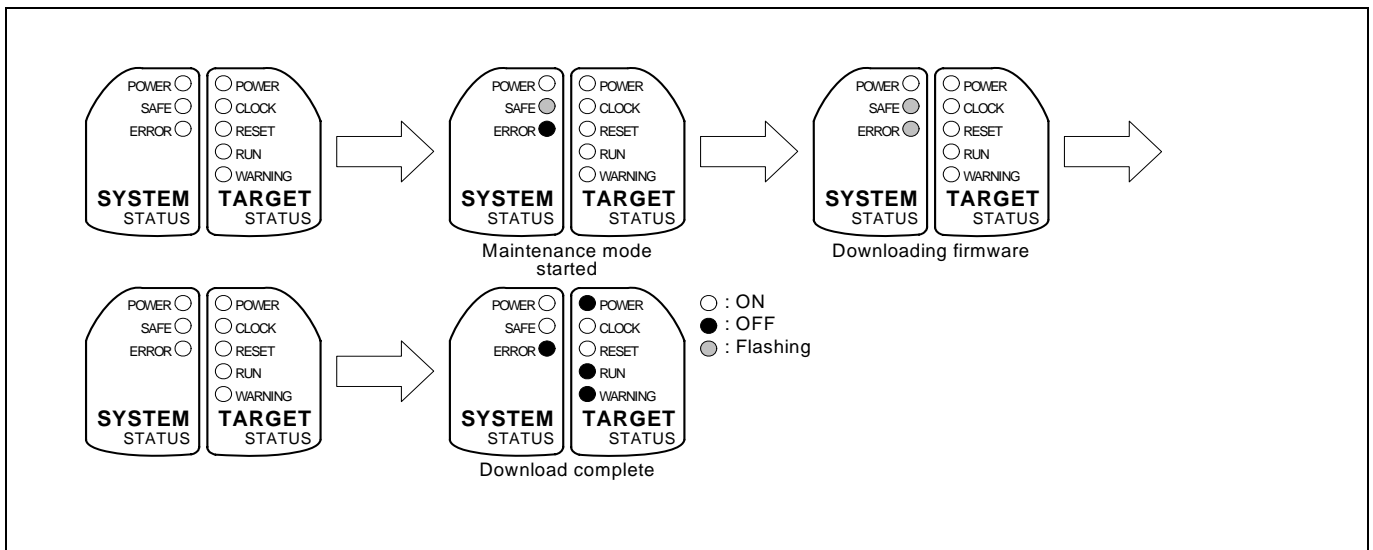 POWER POWER
SAFE CLOCK
ERROR RESET
RUN
WARNING
SYSTEM TARGET
STATUS STATUS
POWER POWER
SAFE CLOCK
ERROR RESET
RUN
WARNING
SYSTEM TARGET
STATUS STATUS
Maintenance mode
started
POWER POWER
SAFE CLOCK
ERROR RESET
RUN
WARNING
SYSTEM TARGET
STATUS STATUS
Downloading firmware
POWER POWER
SAFE CLOCK
ERROR RESET
RUN
WARNING
SYSTEM TARGET
STATUS STATUS
POWER POWER
SAFE CLOCK
ERROR RESET
RUN
WARNING
SYSTEM TARGET
STATUS STATUS
Download complete
: ON
: OFF
: Flashing